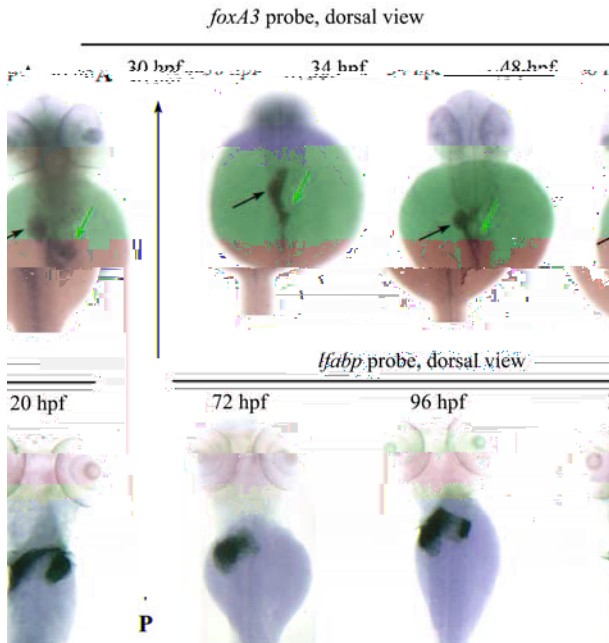 foxA3 probe, dorsal view
30 hpf 34 hpf 48 hpf
lfabp probe, dorsal view
20 hpf 72 hpf 96 hpf
P